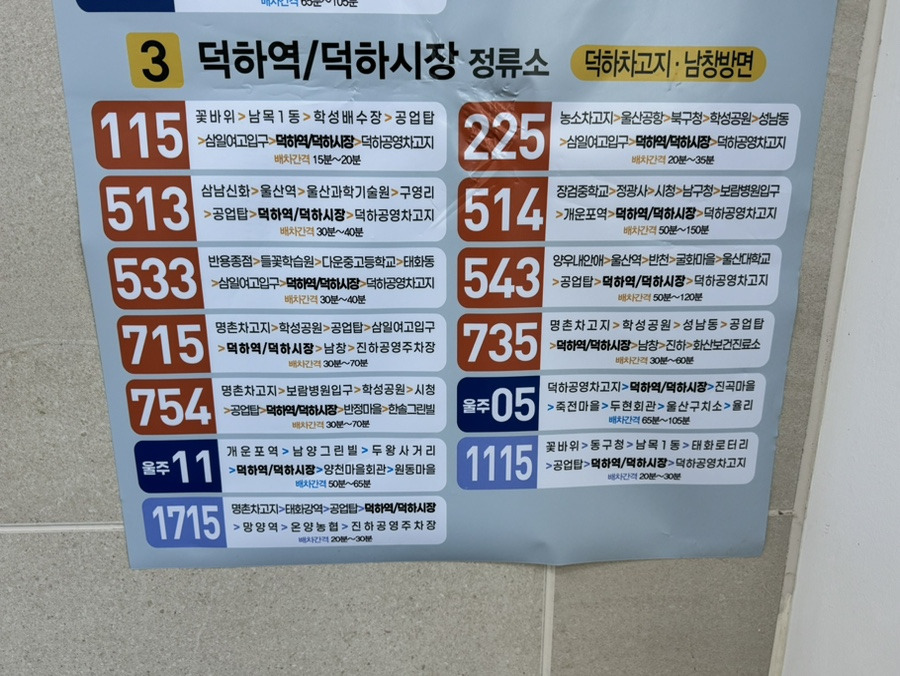 배차간격 65분~105분
3 덕하역/덕하시장 정류소 덕하차고지·남창방면
115 꽃바위>남목1동>학성배수장>공업탑
>삼일여고입구>덕하역/덕하시장>덕하공영차고지
배차간격 15분~20분
225 농소차고지>울산공항>북구청>학성공원>성남동
>삼일여고입구>덕하역/덕하시장>덕하공영차고지
배차간격 20분~35분
513 삼남신화>울산역>울산과학기술원>구영리
>공업탑>덕하역/덕하시장>덕하공영차고지
배차간격 30분~40분
514 장검중학교>정광사>시청>남구청>보람병원입구
>개운포역>덕하역/덕하시장>덕하공영차고지
배차간격 50분~150분
533 반용종점>들꽃학습원>다운중고등학교>태화동
>삼일여고입구>덕하역/덕하시장>덕하공영차고지
배차간격 30분~40분
543 양우내안애>울산역>반천>굴화마을>울산대학교
>공업탑>덕하역/덕하시장>덕하공영차고지
배차간격 50분~120분
715 명촌차고지>학성공원>공업탑>삼일여고입구
>덕하역/덕하시장>남창>진하공영주차장
배차간격 30분~70분
735 명촌차고지>학성공원>성남동>공업탑
>덕하역/덕하시장>남창>진하>화산보건진료소
배차간격 30분~60분
754 명촌차고지>보람병원입구>학성공원>시청
>공업탑>덕하역/덕하시장>반정마을>한솔그린빌
배차간격 30분~70분
울주05 덕하공영차고지>덕하역/덕하시장>진곡마을
>죽전마을>두현회관>울산구치소>율리
배차간격 65분~105분
울주11 개운포역>남양그린빌>두왕사거리
>덕하역/덕하시장>양천마을회관>원동마을
배차간격 50분~65분
1115 꽃바위>동구청>남목1동>태화로터리
>공업탑>덕하역/덕하시장>덕하공영차고지
배차간격 20분~30분
1715 명촌차고지>태화강역>공업탑>덕하역/덕하시장
>망양역>온양농협>진하공영주차장
배차간격 20분~30분